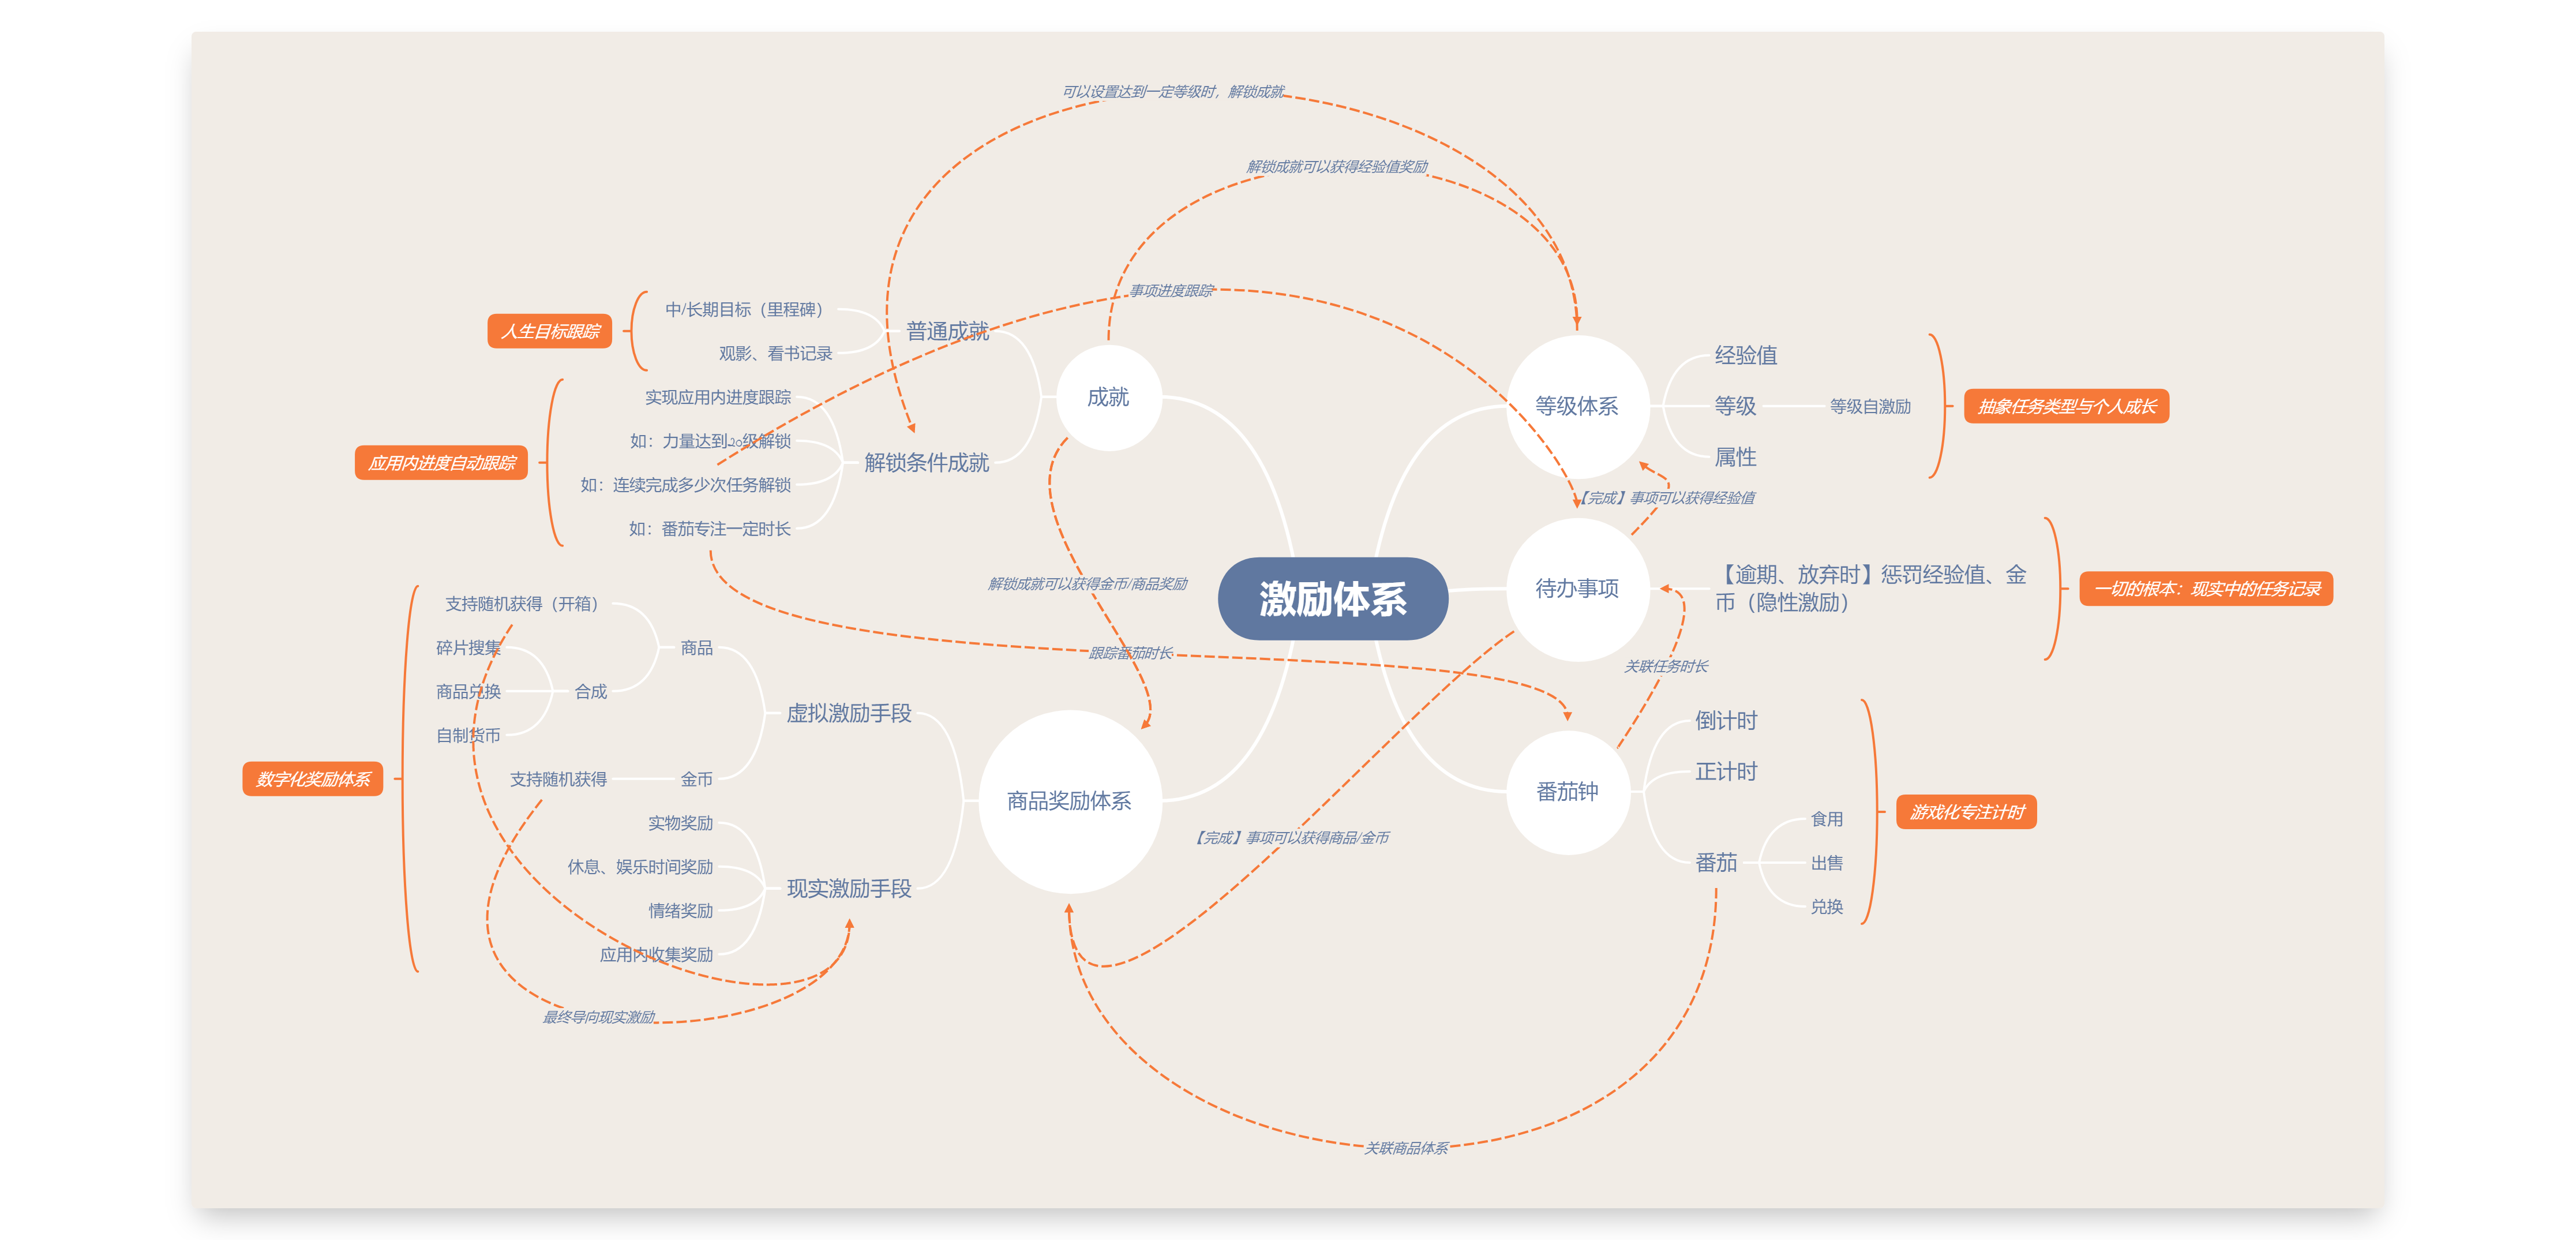 可以设置达到一定等级时，解锁成就
解锁成就可以获得经验值奖励
事项进度跟踪
人生目标跟踪
中/长期目标（里程碑）
观影、看书记录
普通成就
成就
应用内进度自动跟踪
实现应用内进度跟踪
如：力量达到20级解锁
如：连续完成多少次任务解锁
如：番茄专注一定时长
解锁条件成就
解锁成就可以获得金币/商品奖励
跟踪番茄时长
激励体系
数字化奖励体系
支持随机获得（开箱）
碎片搜集
商品兑换
自制货币
合成
商品
支持随机获得
金币
虚拟激励手段
实物奖励
休息、娱乐时间奖励
情绪奖励
应用内收集奖励
现实激励手段
商品奖励体系
最终导向现实激励
等级体系
经验值
等级
等级自激励
属性
抽象任务类型与个人成长
【完成】事项可以获得经验值
待办事项
【逾期、放弃时】惩罚经验值、金
币（隐性激励）
一切的根本：现实中的任务记录
关联任务时长
番茄钟
倒计时
正计时
番茄
食用
出售
兑换
游戏化专注计时
【完成】事项可以获得商品/金币
关联商品体系